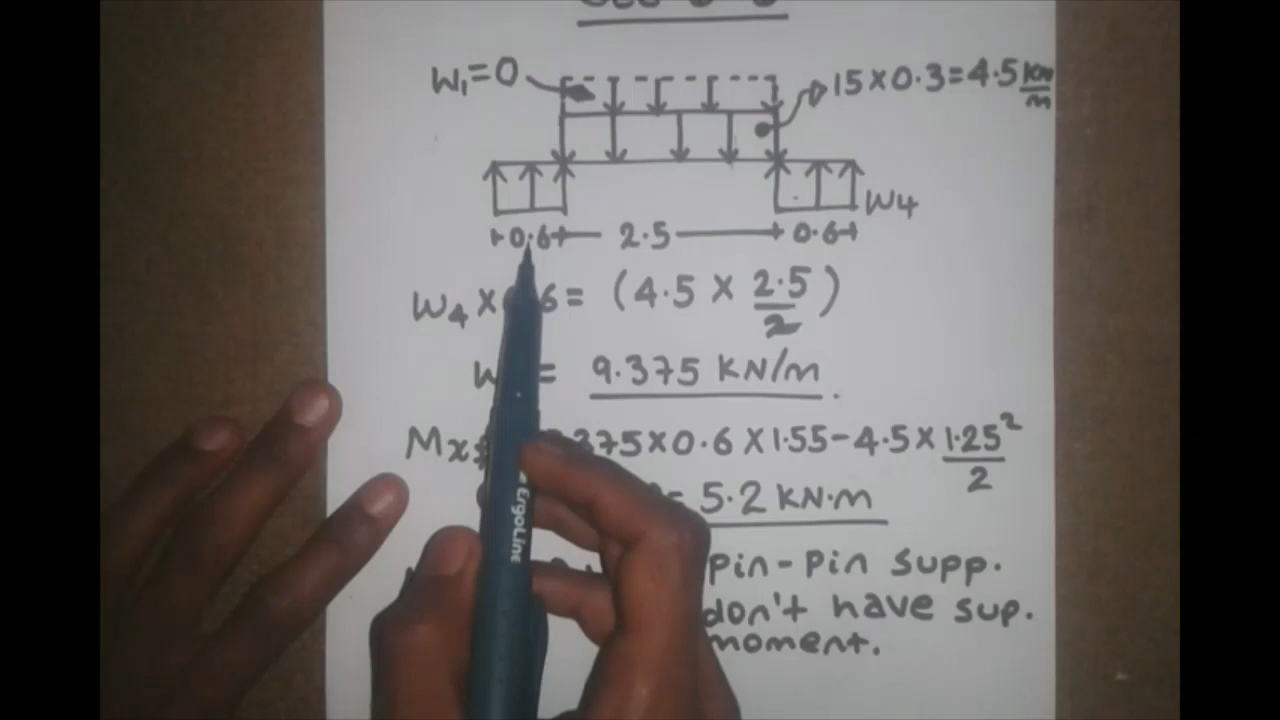 W₁=0
15×0.3=4.5 KN/m
W4
0.6 2.5 0.6
W₄ × 6 = (4.5 × 2.5/2)
W = 9.375 KN/m.
Mx 375×0.6×1.55-4.5×1.25²/2
= 5.2 KN·m
pin-pin supp.
don't have sup.
moment.
ErgoLine